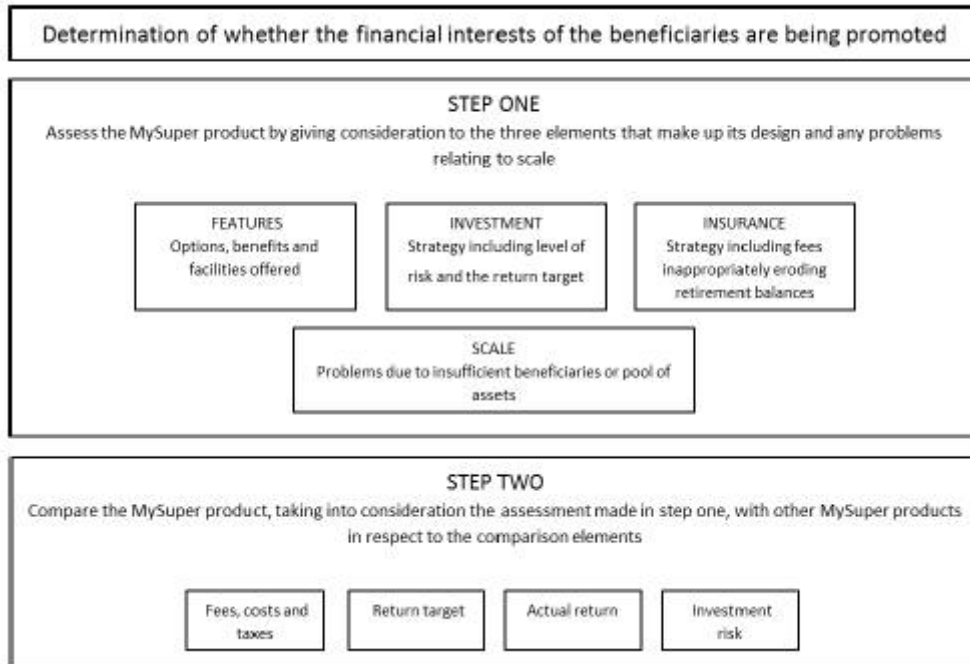 Determination of whether the financial interests of the beneficiaries are being promoted
STEP ONE
Assess the MySuper product by giving consideration to the three elements that make up its design and any problems
relating to scale
FEATURES
Options, benefits and
facilities offered
INVESTMENT
Strategy including level of
risk and the return target
INSURANCE
Strategy including fees
inappropriately eroding
retirement balances
SCALE
Problems due to insufficient beneficiaries or pool of
assets
STEP TWO
Compare the MySuper product, taking into consideration the assessment made in step one, with other MySuper products
in respect to the comparison elements
Fees, costs and
taxes
Return target
Actual return
Investment
risk